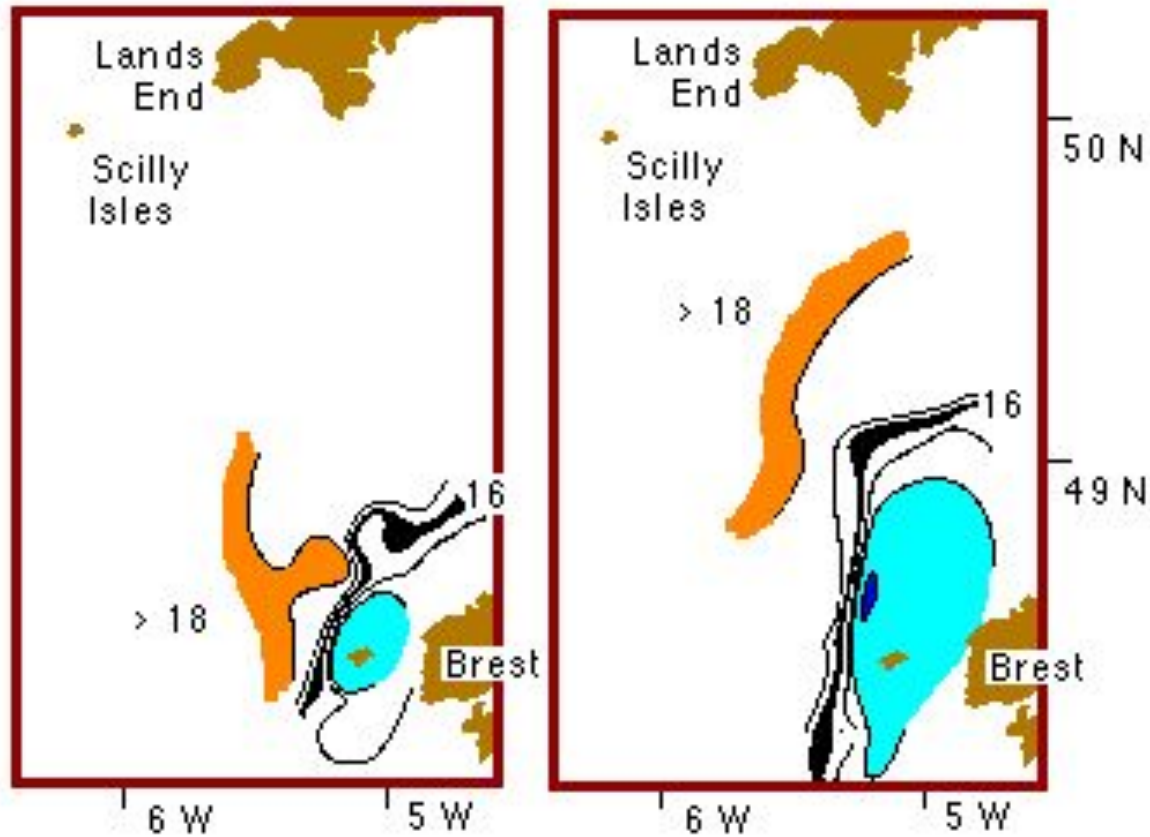 Lands
End
Scilly
Isles
> 18
16
Brest
6 W
5 W
Lands
End
Scilly
Isles
> 18
16
Brest
50 N
49 N
6 W
5 W